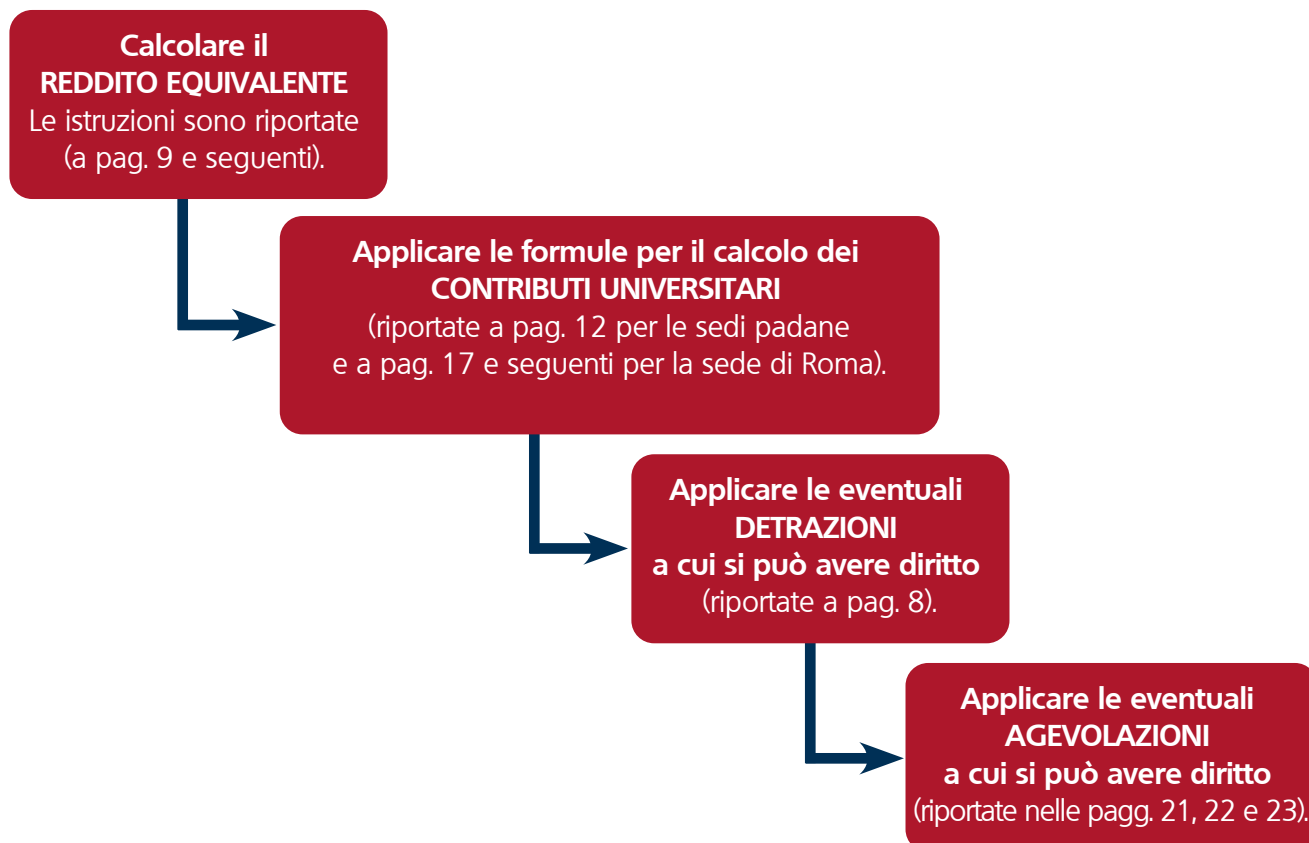 Calcolare il
REDDITO EQUIVALENTE
Le istruzioni sono riportate
(a pag. 9 e seguenti).
Applicare le formule per il calcolo dei
CONTRIBUTI UNIVERSITARI
(riportate a pag. 12 per le sedi padane
e a pag. 17 e seguenti per la sede di Roma).
Applicare le eventuali
DETRAZIONI
a cui si può avere diritto
(riportate a pag. 8).
Applicare le eventuali
AGEVOLAZIONI
a cui si può avere diritto
(riportate nelle pagg. 21, 22 e 23).